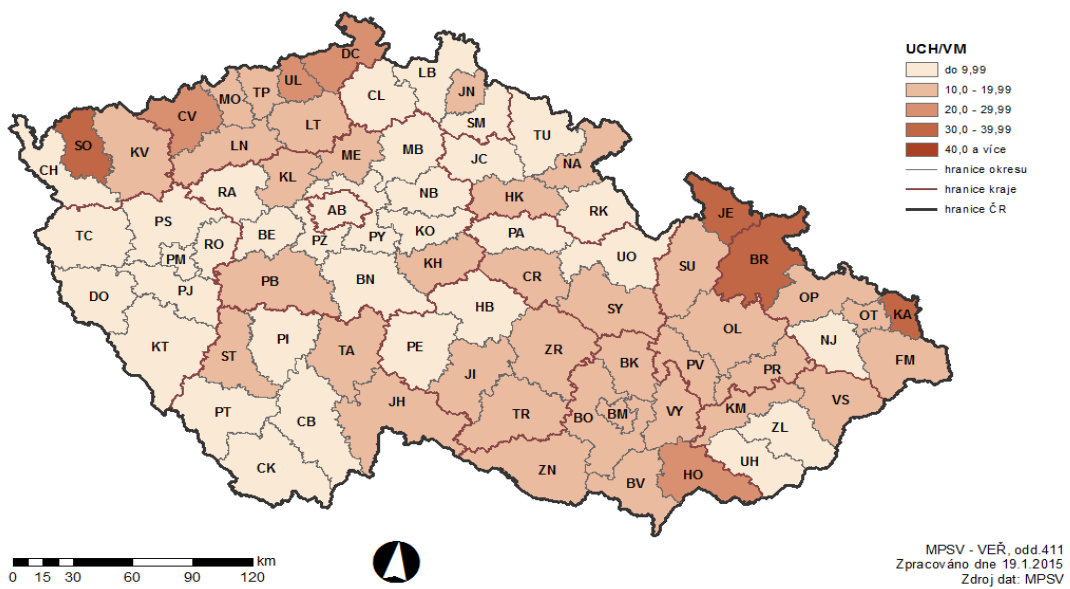 DC
LB
UL
TP
MO
CL
JN
CV
LT
SM
TU
LN
SO
KV
ME
MB
JC
NA
CH
KL
RA
NB
HK
AB
RK
PS
JE
TC
BE
PZ
PY
KO
PA
RO
PM
UO
BR
KH
SU
PB
BN
CR
DO
PJ
OP
HB
SY
OT
KA
KT
PI
OL
NJ
ST
TA
PE
ZR
FM
BK
PV
PR
JI
JH
VS
PT
TR
BO
BM
VY
KM
CB
ZL
CK
ZN
BV
HO
UH
UCH/VM
do 9,99
10,0 - 19,99
20,0 - 29,99
30,0 - 39,99
40,0 a více
hranice okresu
hranice kraje
hranice ČR
km
0 15 30 60 90 120
MPSV - VEŘ, odd.411
Zpracováno dne 19.1.2015
Zdroj dat: MPSV